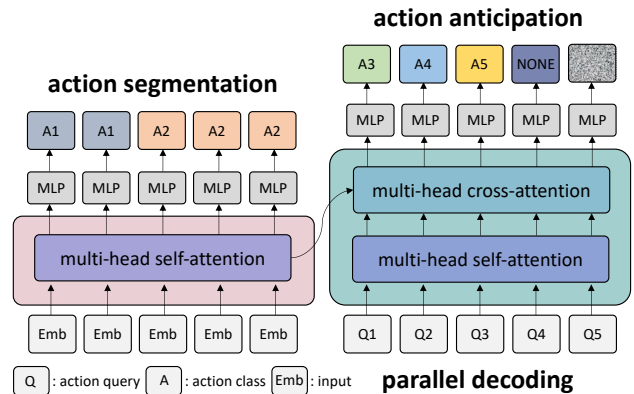 action anticipation
A3 A4 A5 NONE
action segmentation
A1 A1 A2 A2 A2
MLP MLP MLP MLP MLP
MLP MLP MLP MLP MLP
multi-head cross-attention
multi-head self-attention
multi-head self-attention
Emb Emb Emb Emb Emb
Q1 Q2 Q3 Q4 Q5
Q : action query A : action class Emb : input
parallel decoding